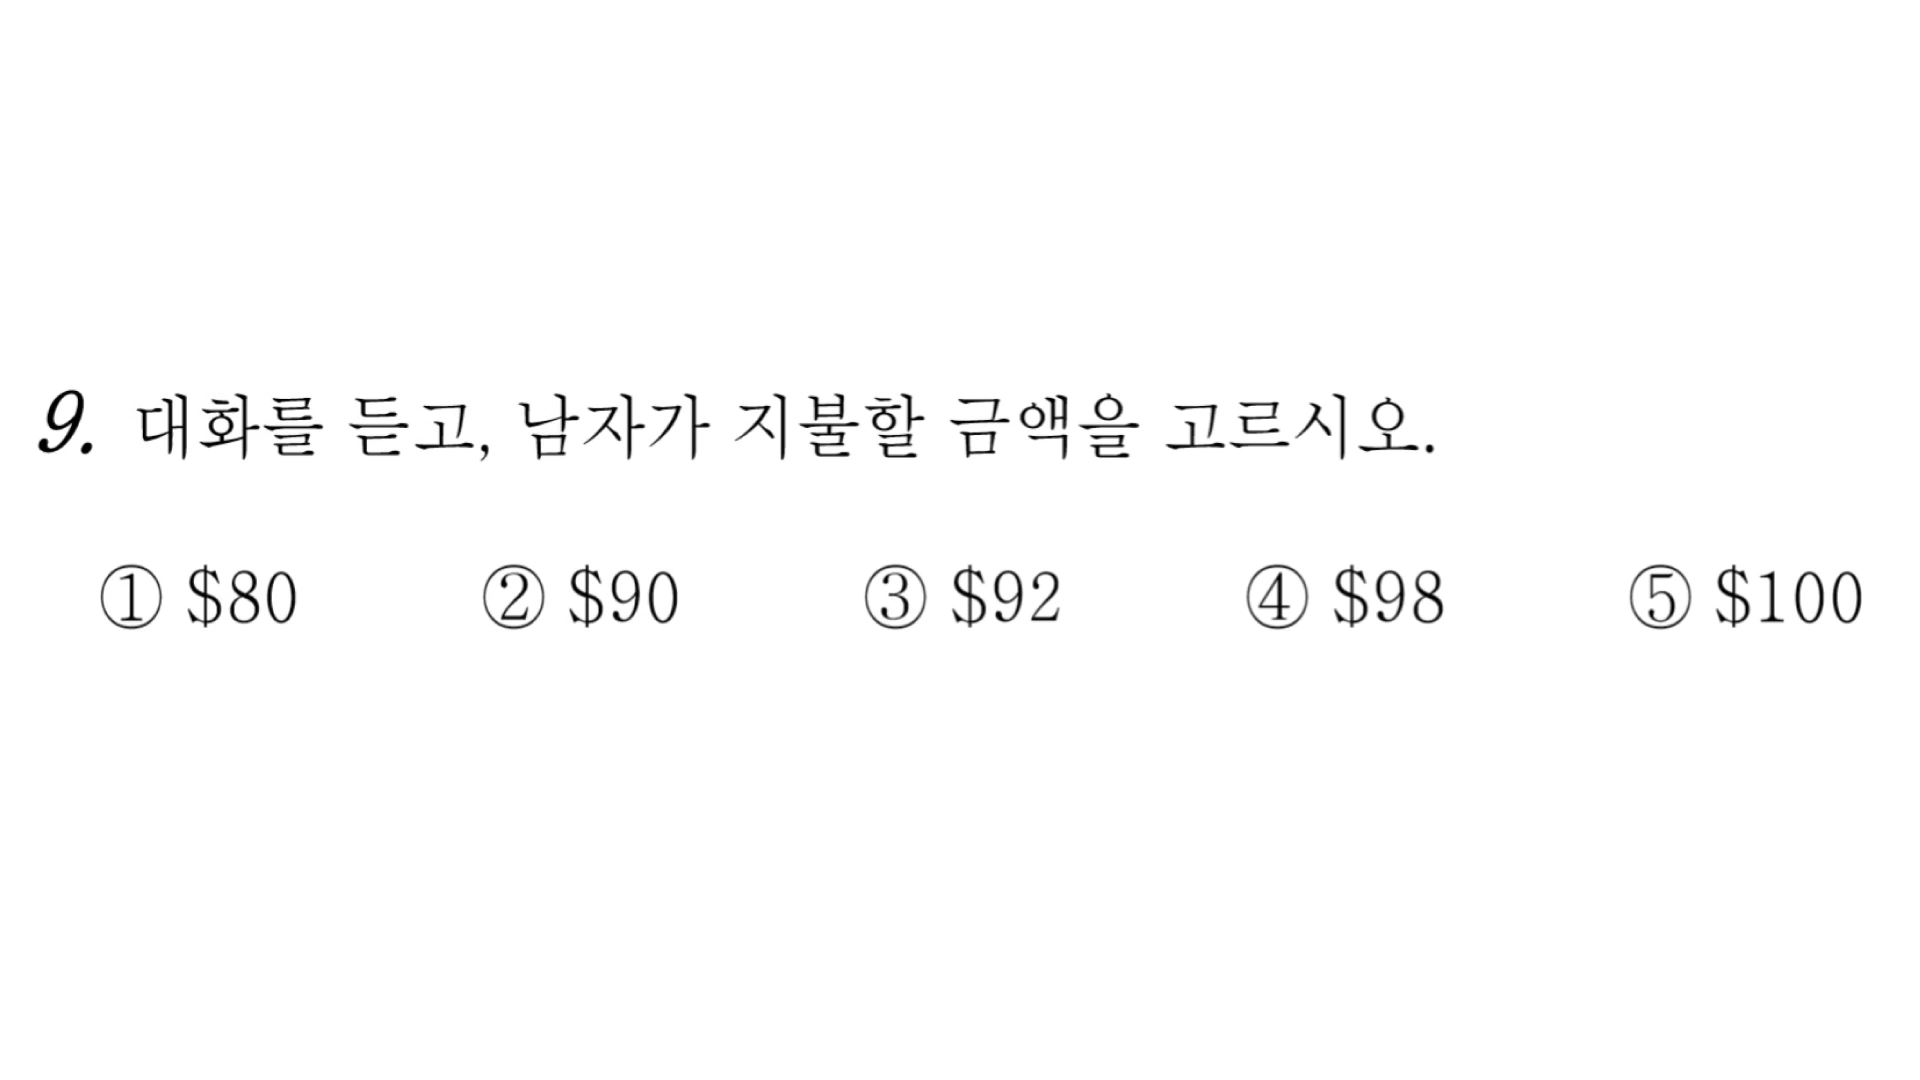 9. 대화를 듣고, 남자가 지불할 금액을 고르시오.
① $80 ② $90 ③ $92 ④ $98 ⑤ $100